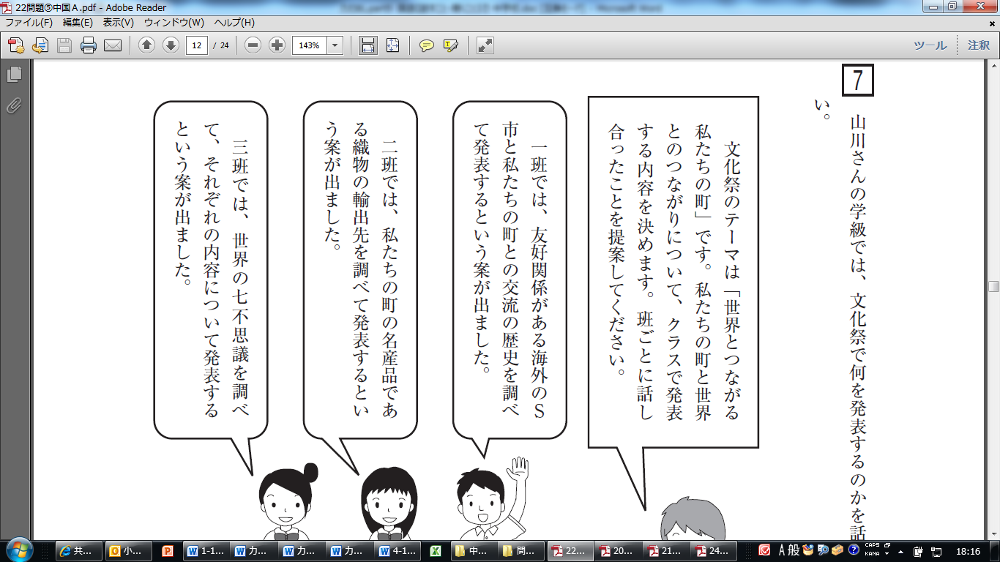 22問題⑤中国Ａ.pdf - Adobe Reader
ファイル(F) 編集(E) 表示(V) ウィンドウ(W) ヘルプ(H)
12 / 24
143%
ツール
注釈
7
山川さんの学級では、文化祭で何を発表するのかを話
い。
文化祭のテーマは「世界とつながる
私たちの町」です。私たちの町と世界
とのつながりについて、クラスで発表
する内容を決めます。班ごとに話し
合ったことを提案してください。
一班では、友好関係がある海外のＳ
市と私たちの町との交流の歴史を調べ
て発表するという案が出ました。
二班では、私たちの町の名産品であ
る織物の輸出先を調べて発表するとい
う案が出ました。
三班では、世界の七不思議を調べ
て、それぞれの内容について発表する
という案が出ました。
共...
小...
1-1...
力...
力...
力...
4-1...
中...
問...
22...
20...
21...
24...
A 般
CAPS
KANA
18:16